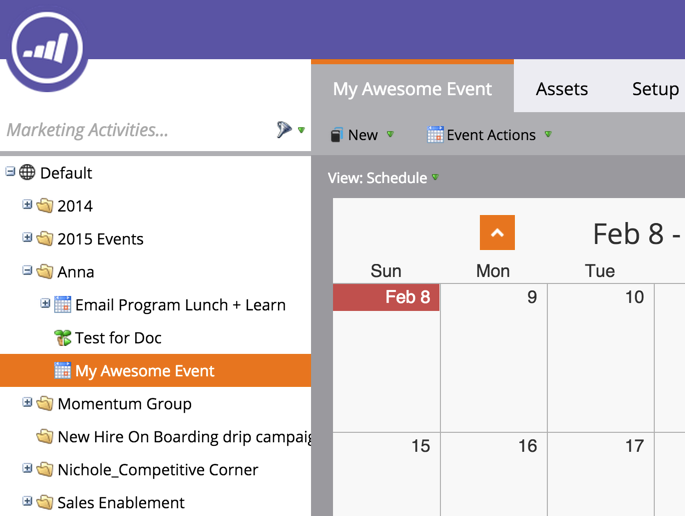 My Awesome Event
Assets
Setup
Marketing Activities...
New
Event Actions
View: Schedule
Default
2014
2015 Events
Anna
Email Program Lunch + Learn
Test for Doc
My Awesome Event
Momentum Group
New Hire On Boarding drip campaig
Nichole_Competitive Corner
Sales Enablement
Feb 8 -
Sun Mon Tue
Feb 8 9 10
15 16 17